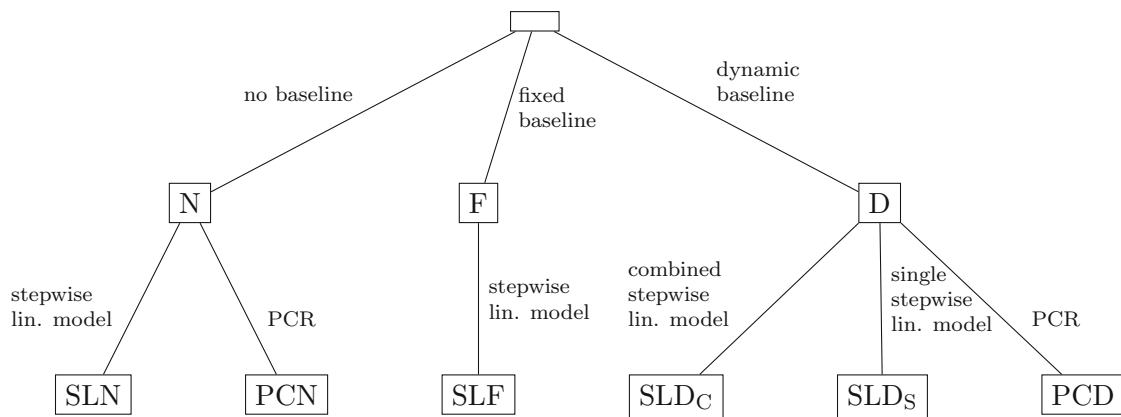 no baseline
fixed
baseline
dynamic
baseline
N
F
D
stepwise
lin. model
PCR
stepwise
lin. model
combined
stepwise
lin. model
single
stepwise
lin. model
PCR
SLN
PCN
SLF
SLD_C
SLD_S
PCD